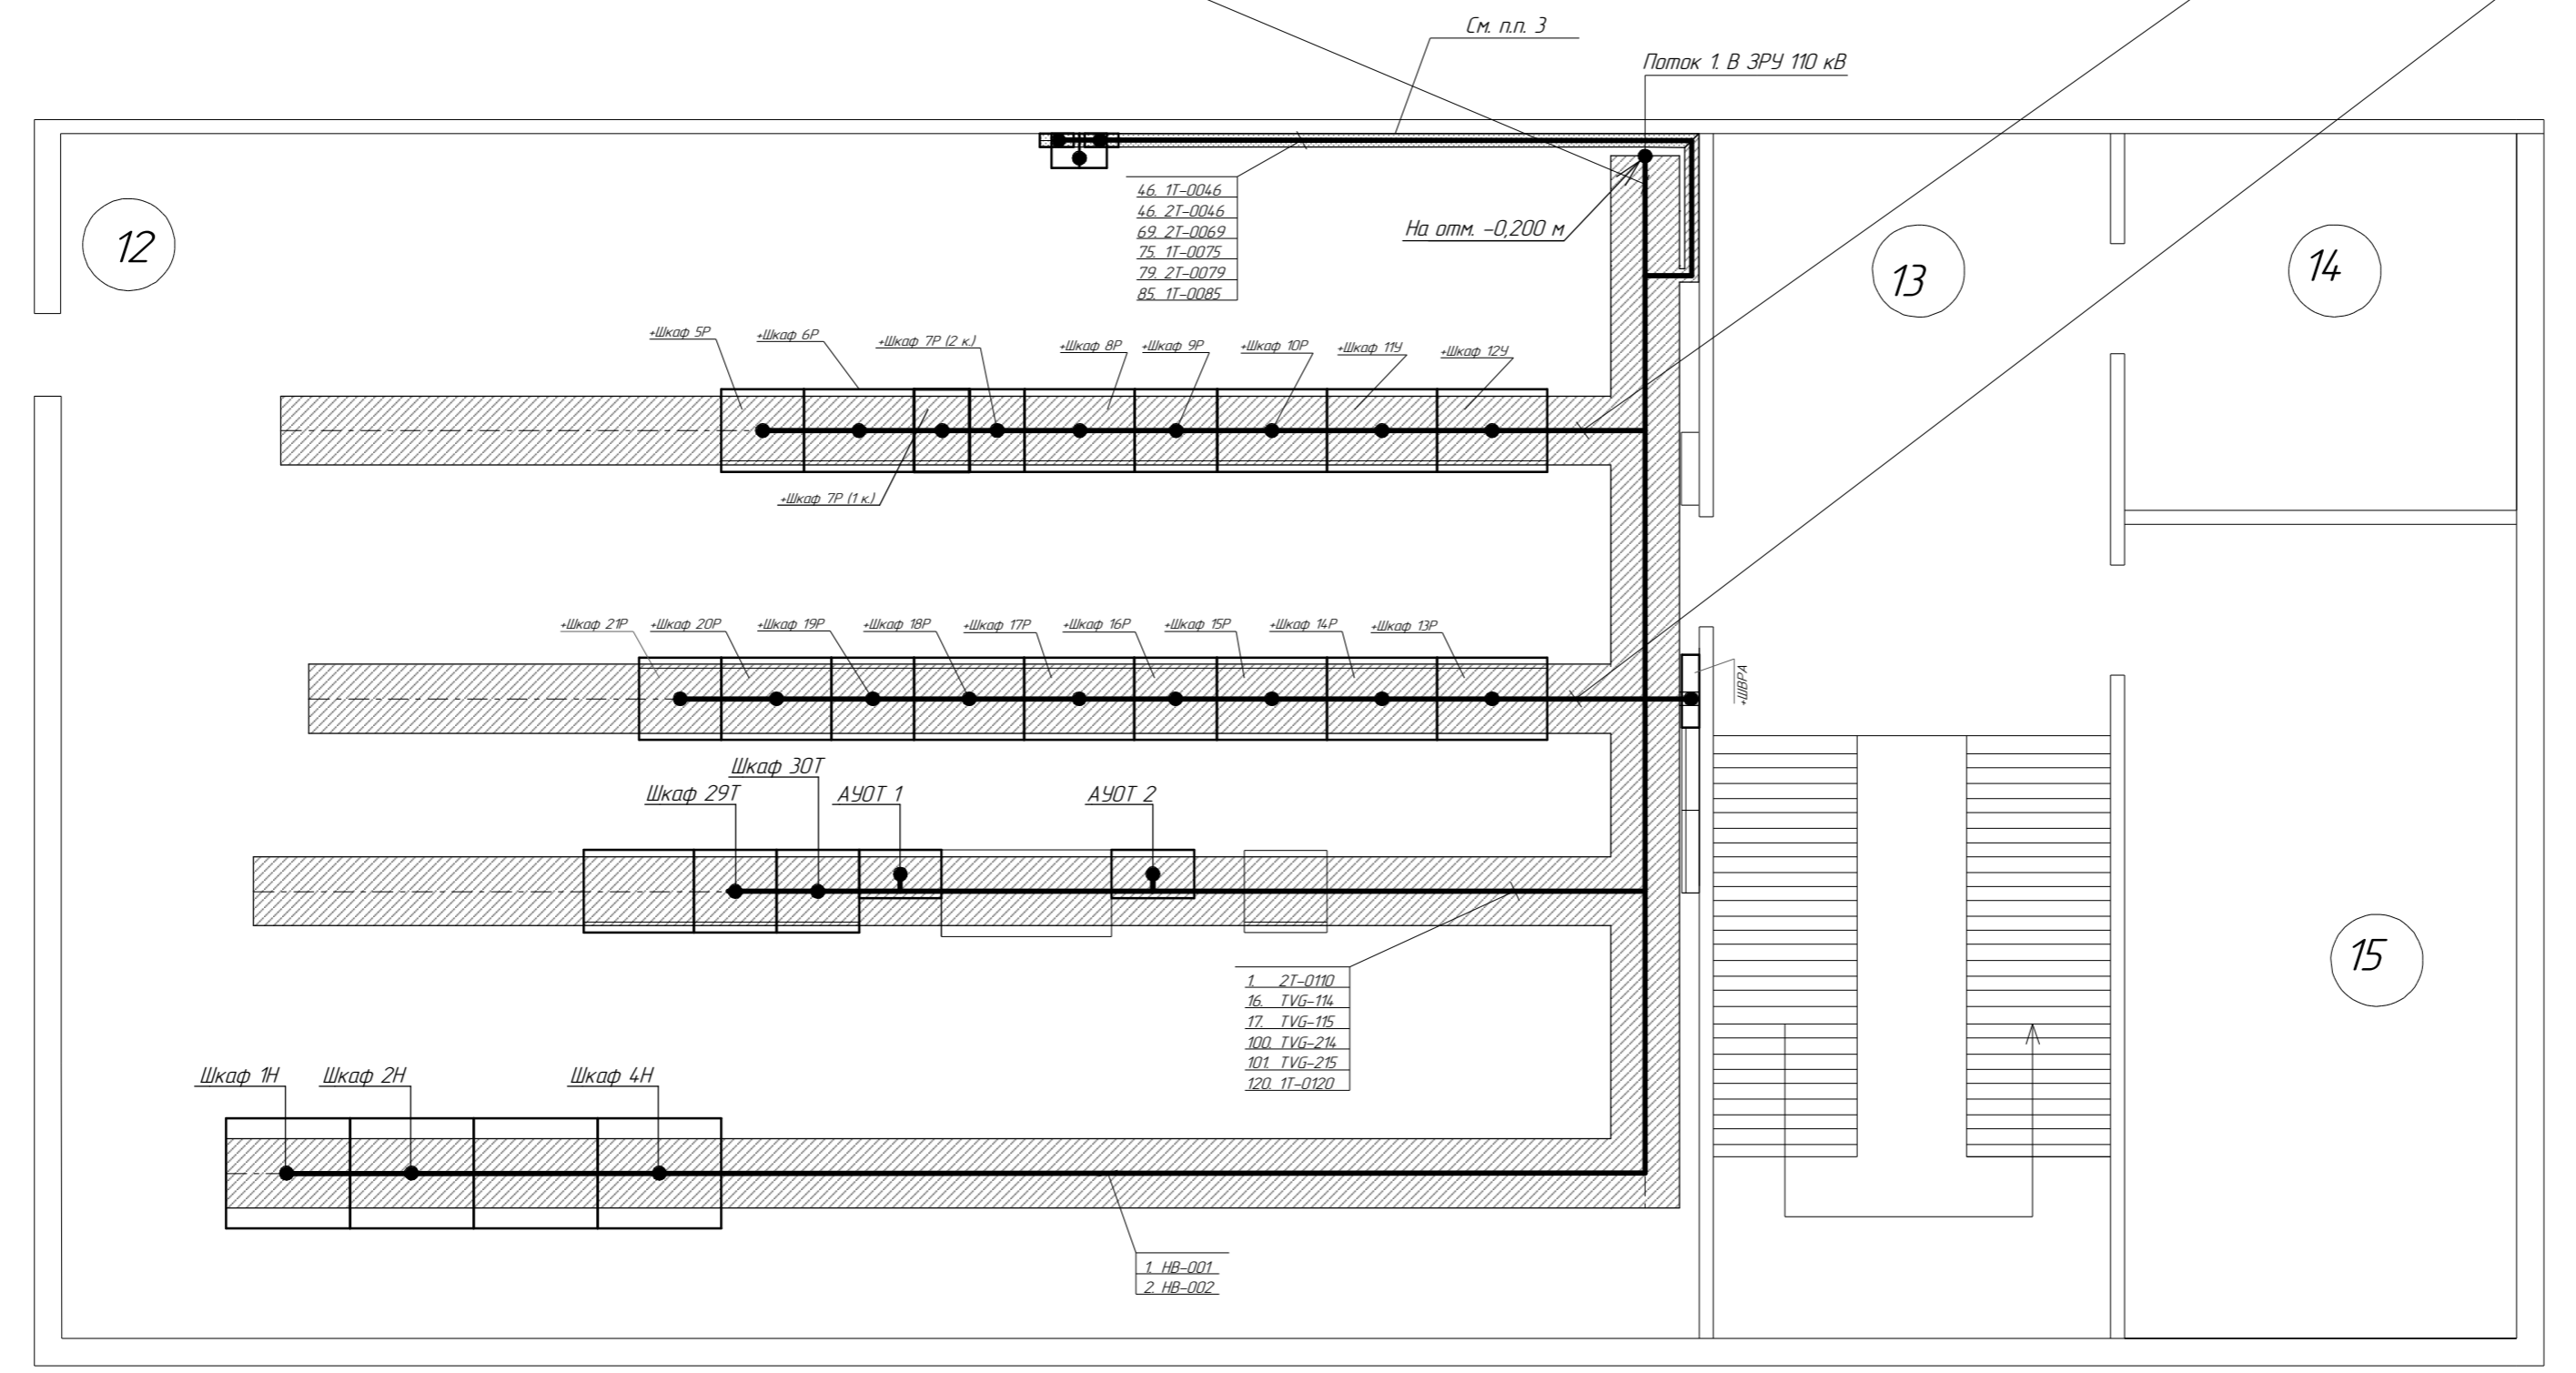 См. п.п. 3
Поток 1. В ЗРУ 110 кВ
46. 1Т-0046
46. 2Т-0046
69. 2Т-0069
75. 1Т-0075
79. 2Т-0079
85. 1Т-0085
На отм. -0,200 м
12
13
14
+Шкаф 5Р
+Шкаф 6Р
+Шкаф 7Р (2 к.)
+Шкаф 8Р
+Шкаф 9Р
+Шкаф 10Р
+Шкаф 11У
+Шкаф 12У
+Шкаф 7Р (1 к.)
+Шкаф 21Р
+Шкаф 20Р
+Шкаф 19Р
+Шкаф 18Р
+Шкаф 17Р
+Шкаф 16Р
+Шкаф 15Р
+Шкаф 14Р
+Шкаф 13Р
+ШВРА
Шкаф 29Т
Шкаф 30Т
АУОТ 1
АУОТ 2
15
1. 2Т-0110
16. TVG-114
17. TVG-115
100. TVG-214
101. TVG-215
120. 1Т-0120
Шкаф 1Н
Шкаф 2Н
Шкаф 4Н
1. НВ-001
2. НВ-002